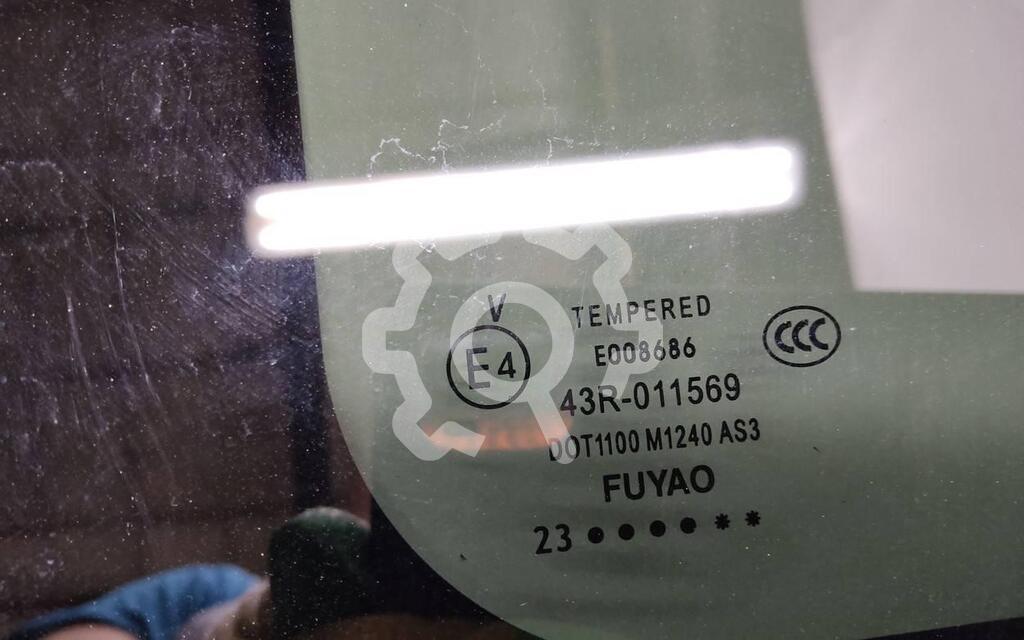 V
E4
TEMPERED
E008686
43R-011569
DOT1100 M1240 AS3
FUYAO
23 ●●●●**
CCC